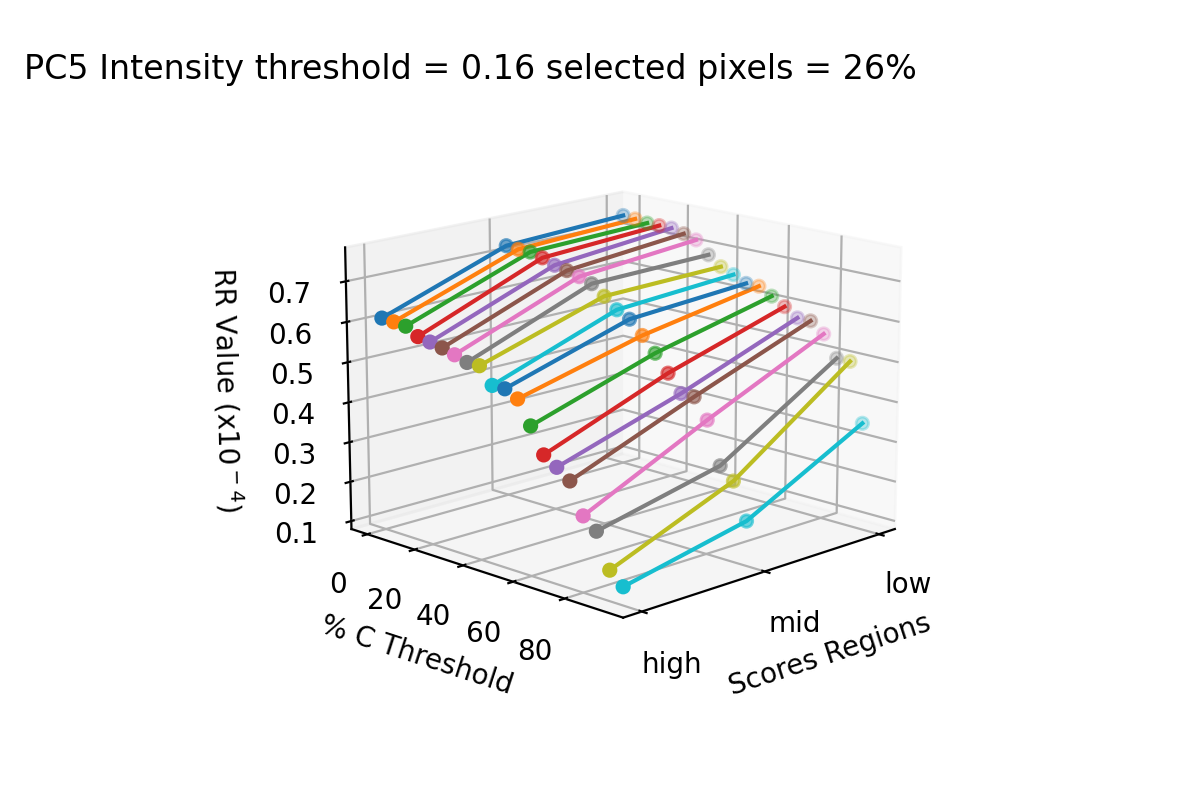 PC5 Intensity threshold = 0.16 selected pixels = 26%
RR Value (x10⁻⁴)
0.7
0.6
0.5
0.4
0.3
0.2
0.1
0
20
40
60
80
% C Threshold
high
mid
low
Scores Regions